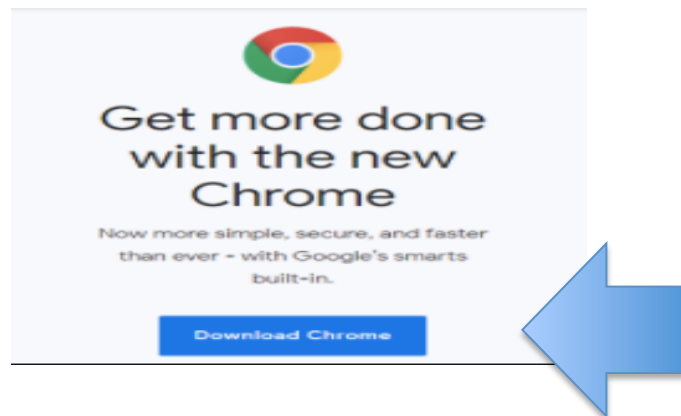 Get more done
with the new
Chrome
Now more simple, secure, and faster
than ever - with Google's smarts
built-in.
Download Chrome